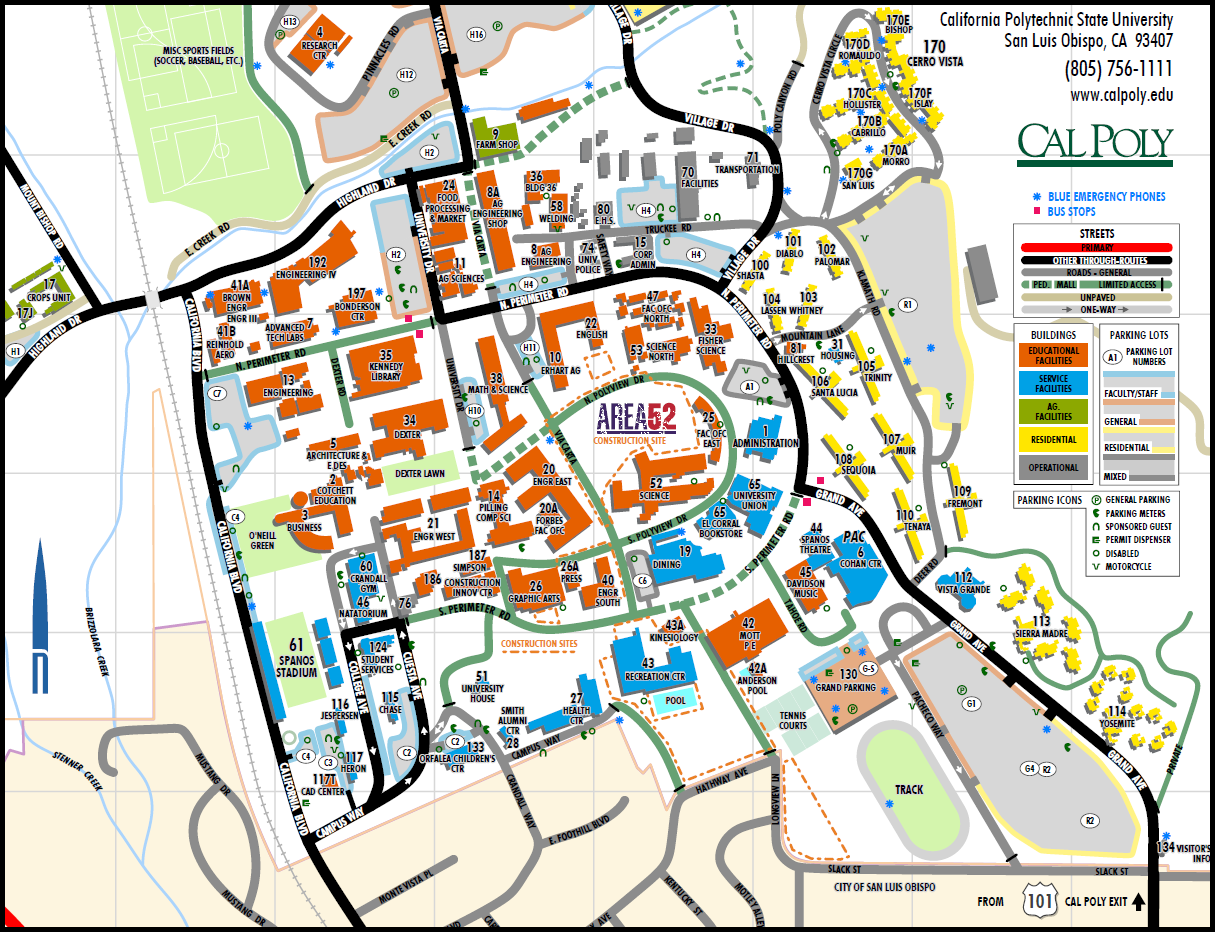 California Polytechnic State University
San Luis Obispo, CA 93407
(805) 756-1111
www.calpoly.edu
CAL POLY
BLUE EMERGENCY PHONES
BUS STOPS
STREETS
PRIMARY
OTHER THROUGH-ROUTES
ROADS - GENERAL
PED. MALL LIMITED ACCESS
UNPAVED
ONE-WAY
BUILDINGS
EDUCATIONAL
FACILITIES
SERVICE
FACILITIES
AG.
FACILITIES
RESIDENTIAL
OPERATIONAL
PARKING LOTS
A1 PARKING LOT
NUMBERS
FACULTY/STAFF
GENERAL
RESIDENTIAL
MIXED
PARKING ICONS
P GENERAL PARKING
PARKING METERS
SPONSORED GUEST
PERMIT DISPENSER
DISABLED
MOTORCYCLE
MISC SPORTS FIELDS
(SOCCER, BASEBALL, ETC.)
H13
4
RESEARCH
CTR
PINNACLES RD
H12
P
VIA CARTA
H16
VILLAGE DR
E. CREEK RD
H2
9
FARM SHOP
VILLAGE DR
POLY CANYON RD
CERRO VISTA CIRCLE
170E
BISHOP
170D
ROMAULDO
170
CERRO VISTA
170C
HOLLISTER
170F
ISLAY
170B
CABRILLO
170A
MORRO
170G
SAN LUIS
MOUNT BISHOP RD
E. CREEK RD
HIGHLAND DR
24
FOOD
PROCESSING
& MARKET
8A
AG
ENGINEERING
SHOP
36
BLDG 36
58
WELDING
80
E.H.S.
H4
70
FACILITIES
71
TRANSPORTATION
TRUCKEE RD
UNIVERSITY DR
VIA CARTA
H2
11
AG SCIENCES
8 AG
ENGINEERING
74
UNIV
POLICE
SAFETY WAY
15
CORP
ADMIN
H4
VILLAGE DR
101
DIABLO
102
PALOMAR
100
SHASTA
104
LASSEN
103
WHITNEY
KLAMATH RD
R1
17
CROPS UNIT
17J
H1
HIGHLAND DR
192
ENGINEERING IV
41A
BROWN
ENGR
ENGR III
197
BONDERSON
CTR
41B
REINHOLD
AERO
ADVANCED 7
TECH LABS
CALIFORNIA BLVD
N. PERIMETER RD
H4
N. PERIMETER RD
N. PERIMETER RD
22
ENGLISH
47
FAC OFC
NORTH
33
FISHER
SCIENCE
53 SCIENCE
NORTH
MOUNTAIN LANE
81
HILLCREST
31
HOUSING
105
TRINITY
106
SANTA LUCIA
H11
10
ERHART AG
35
KENNEDY
LIBRARY
DEXTER RD
13
ENGINEERING
C7
UNIVERSITY DR
38
MATH & SCIENCE
H10
N. POLYVIEW DR
A1
AREA52
CONSTRUCTION SITE
25
FAC OFC
EAST
1
ADMINISTRATION
34
DEXTER
DEXTER LAWN
5
ARCHITECTURE &
E DES
2
COTCHETT
EDUCATION
3
BUSINESS
C4
O'NEILL
GREEN
CALIFORNIA BLVD
VIA CARTA
20
ENGR EAST
14
PILLING
COMP SCI
20A
FORBES
FAC OFC
21
ENGR WEST
52
SCIENCE
65
UNIVERSITY
UNION
65
EL CORRAL
BOOKSTORE
S. POLYVIEW DR
107
MUIR
108
SEQUOIA
109
FREMONT
110
TENAYA
GRAND AVE
44
SPANOS
THEATRE
PAC
6
COHAN CTR
45
DAVIDSON
MUSIC
S. PERIMETER RD
TAHOE RD
DEER RD
112
VISTA GRANDE
113
SIERRA MADRE
114
YOSEMITE
GRAND AVE
GRAND AVE
PRIVATE
60
CRANDALL
GYM
46
NATATORIUM
187
SIMPSON
186 CONSTRUCTION
INNOV CTR
76
26
GRAPHIC ARTS
26A
PRESS
40
ENGR
SOUTH
C6
19
DINING
S. PERIMETER RD
43A
KINESIOLOGY
42
MOTT
P E
43
RECREATION CTR
POOL
42A
ANDERSON
POOL
CONSTRUCTION SITES
61
SPANOS
STADIUM
124
STUDENT
SERVICES
COLLEGE AVE
CUESTA AVE
115
CHASE
116
JESPERSEN
C4
C3
117
HERON
117T
CAD CENTER
C2
C2
51
UNIVERSITY
HOUSE
SMITH
ALUMNI
CTR
28
27
HEALTH
CTR
133
ORFALEA CHILDREN'S
CTR
CAMPUS WAY
CAMPUS WAY
CRANDALL WAY
CALIFORNIA BLVD
130
GRAND PARKING
G-S
P
TENNIS
COURTS
PACHECO WAY
P
G1
G4 R2
R2
TRACK
134 VISITOR'S
INFO
SLACK ST
SLACK ST
CITY OF SAN LUIS OBISPO
HATHWAY AVE
LONGVIEW LN
E. FOOTHILL BLVD
MONTE VISTA PL
KENTUCKY ST
MOTLEY ALLEY
MUSTANG DR
MUSTANG DR
BRIZZOLARA CREEK
STENNER CREEK
FROM 101 CAL POLY EXIT